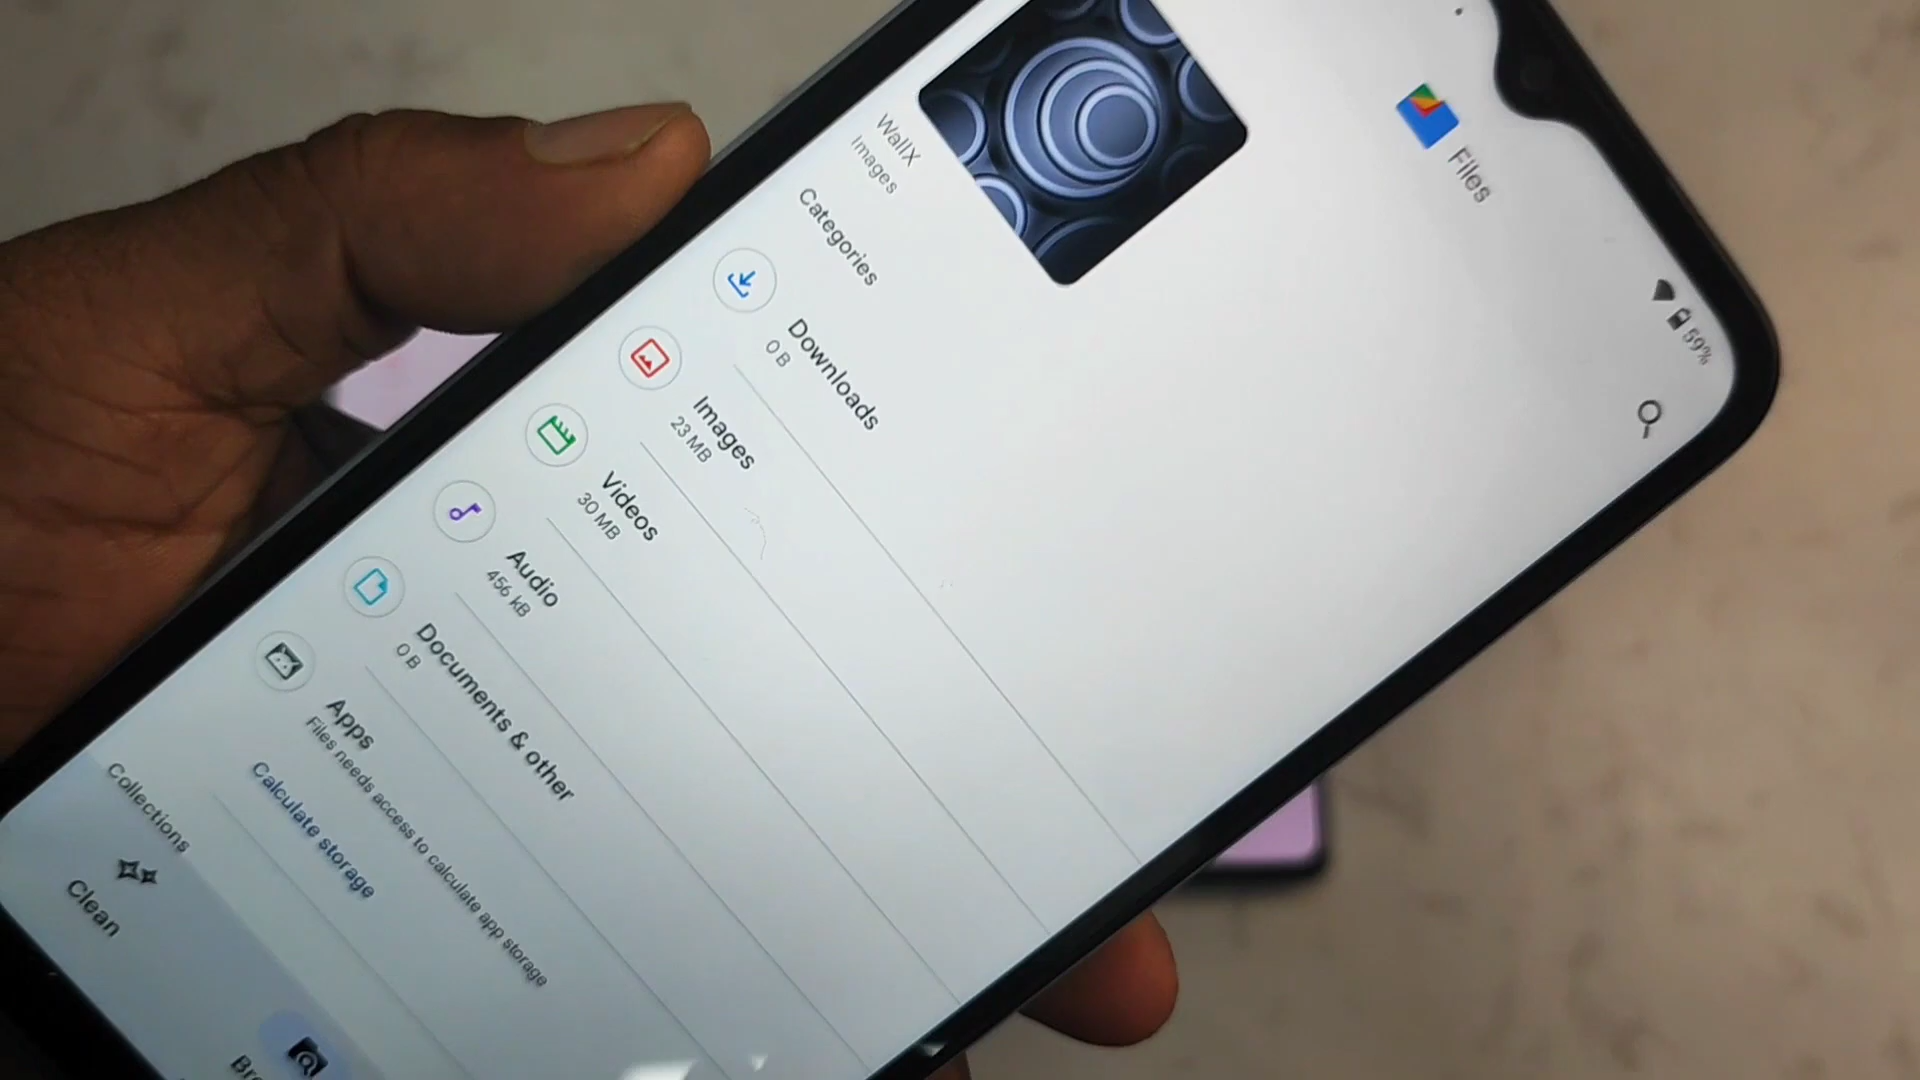 59%
Files
WallX
Images
Categories
Downloads
0 B
Images
23 MB
Videos
30 MB
Audio
456 kB
Documents & other
0 B
Apps
Files needs access to calculate app storage
Calculate storage
Collections
Clean